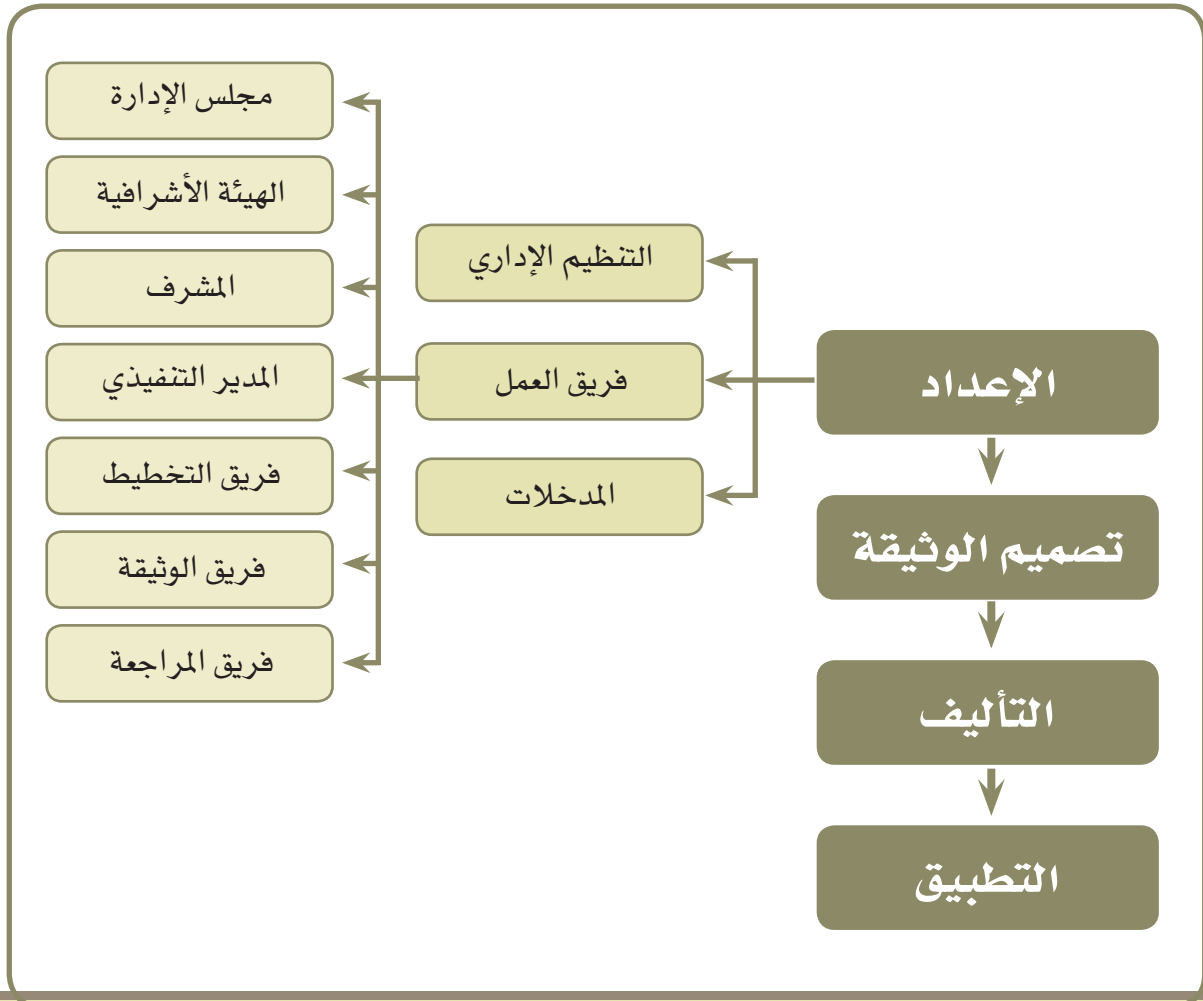 الإعداد
تصميم الوثيقة
التأليف
التطبيق
التنظيم الإداري
فريق العمل
المدخلات
مجلس الإدارة
الهيئة الأشرافية
المشرف
المدير التنفيذي
فريق التخطيط
فريق الوثيقة
فريق المراجعة